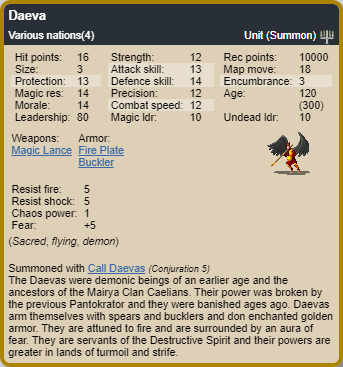 Daeva
Various nations(4) Unit (Summon)
Hit points: 16 Strength: 12 Rec points: 10000
Size: 3 Attack skill: 13 Map move: 18
Protection: 13 Defence skill: 14 Encumbrance: 3
Magic res: 14 Precision: 12 Age: 120
Morale: 14 Combat speed: 12 (300)
Leadership: 80 Magic ldr: 10 Undead ldr: 10
Weapons: Armor:
Magic Lance Fire Plate
Buckler
Resist fire: 5
Resist shock: 5
Chaos power: 1
Fear: +5
(Sacred, flying, demon)
Summoned with Call Daevas (Conjuration 5)
The Daevas were demonic beings of an earlier age and the
ancestors of the Mairya Clan Caelians. Their power was broken by
the previous Pantokrator and they were banished ages ago. Daevas
arm themselves with spears and bucklers and don enchanted golden
armor. They are attuned to fire and are surrounded by an aura of
fear. They are servants of the Destructive Spirit and their powers are
greater in lands of turmoil and strife.